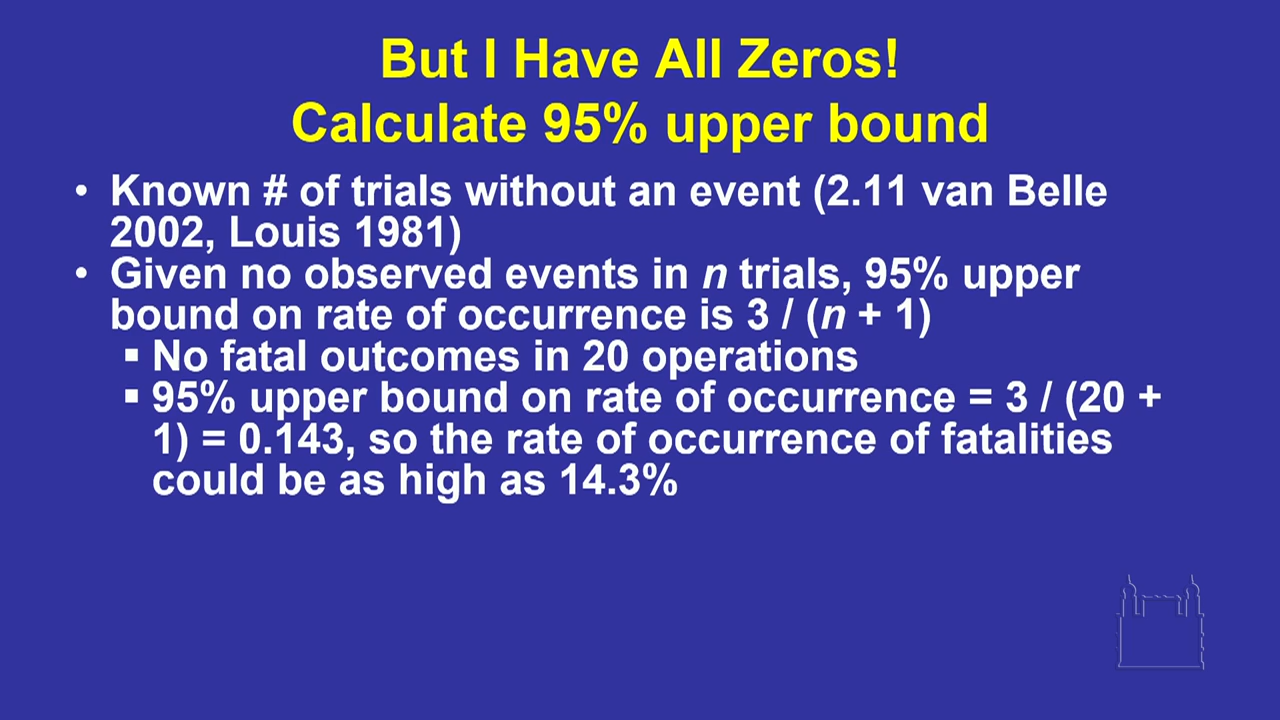 But I Have All Zeros!
Calculate 95% upper bound
• Known # of trials without an event (2.11 van Belle
2002, Louis 1981)
• Given no observed events in n trials, 95% upper
bound on rate of occurrence is 3 / (n + 1)
▪ No fatal outcomes in 20 operations
▪ 95% upper bound on rate of occurrence = 3 / (20 +
1) = 0.143, so the rate of occurrence of fatalities
could be as high as 14.3%